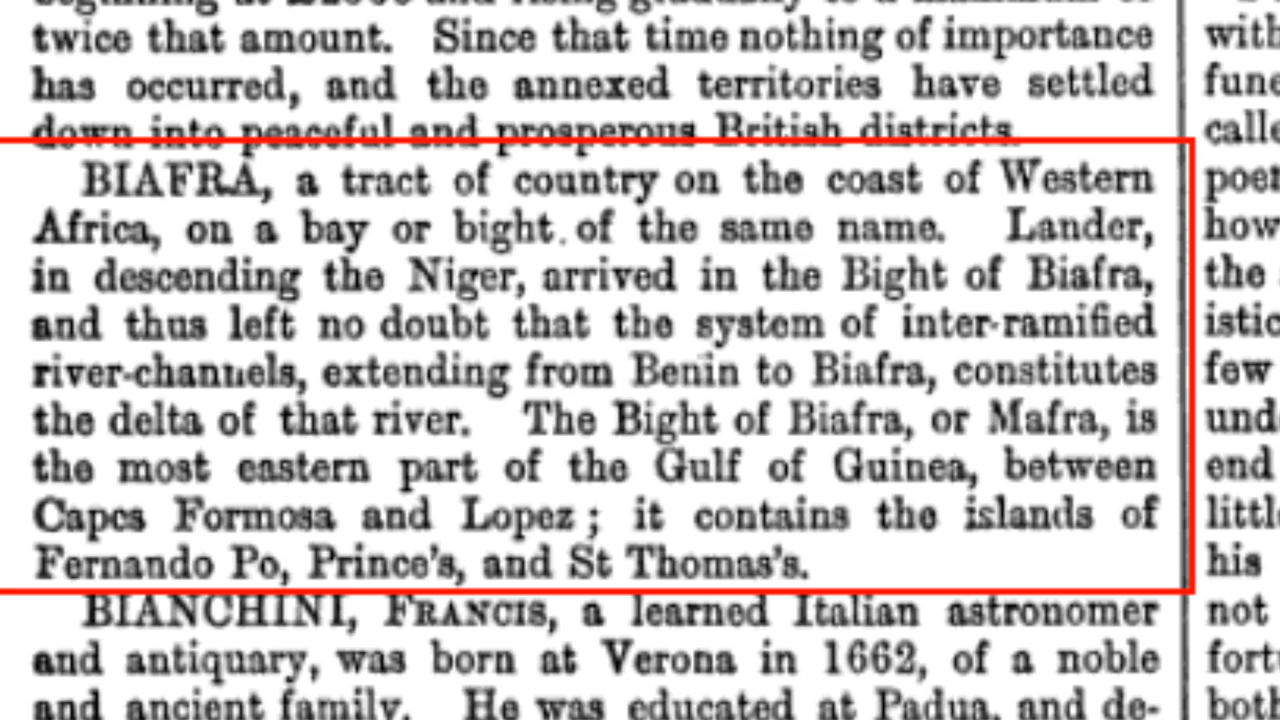 twice that amount. Since that time nothing of importance
has occurred, and the annexed territories have settled
down into peaceful and prosperous British districts.
BIAFRA, a tract of country on the coast of Western
Africa, on a bay or bight of the same name. Lander,
in descending the Niger, arrived in the Bight of Biafra,
and thus left no doubt that the system of inter-ramified
river-channels, extending from Benin to Biafra, constitutes
the delta of that river. The Bight of Biafra, or Mafra, is
the most eastern part of the Gulf of Guinea, between
Capes Formosa and Lopez; it contains the islands of
Fernando Po, Prince's, and St Thomas's.
BIANCHINI, FRANCIS, a learned Italian astronomer
and antiquary, was born at Verona in 1662, of a noble
and ancient family. He was educated at Padua, and de-
few
und
end
his
not